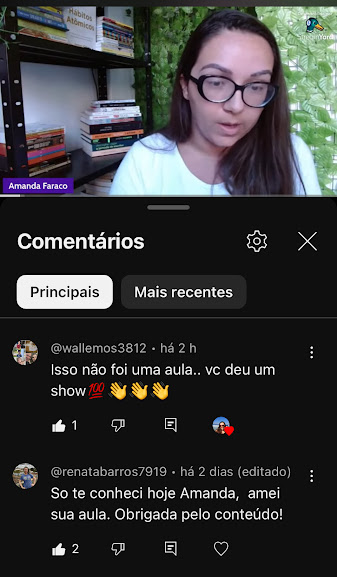 Hábitos
Atômicos
StreamYard
Amanda Faraco
Comentários
Principais
Mais recentes
@wallemos3812 • há 2 h
Isso não foi uma aula.. vc deu um
show💯👋👋👋
1
@renatabarros7919 • há 2 dias (editado)
So te conheci hoje Amanda,  amei
sua aula. Obrigada pelo conteúdo!
2